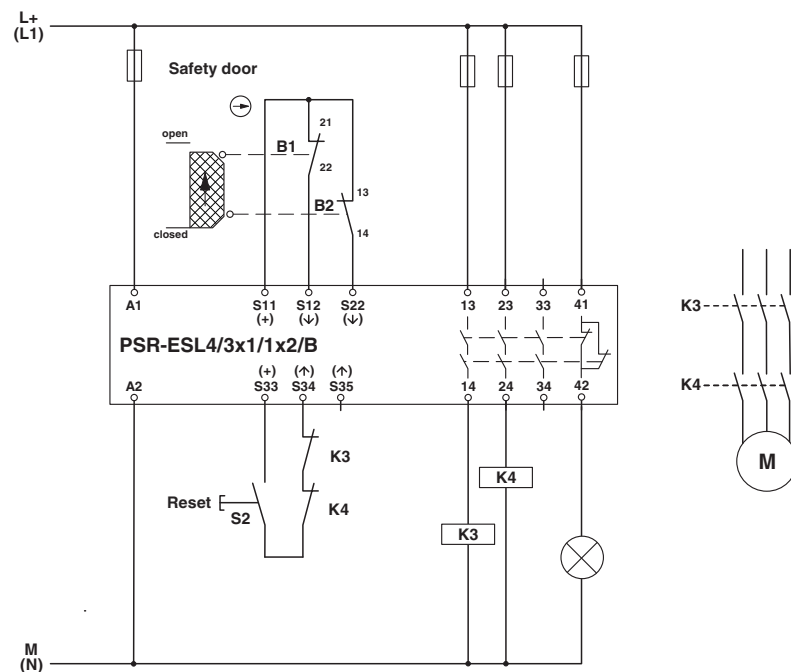 L+
(L1)
Safety door
open
21
B1
22
13
B2
14
closed
A1
S11
(+)
S12
(↓)
S22
(↓)
13
23
33
41
PSR-ESL4/3x1/1x2/B
A2
(+)
S33
(↑)
S34
(↑)
S35
14
24
34
42
K3
K4
Reset
S2
K3
K4
K3
K4
M
M
(N)